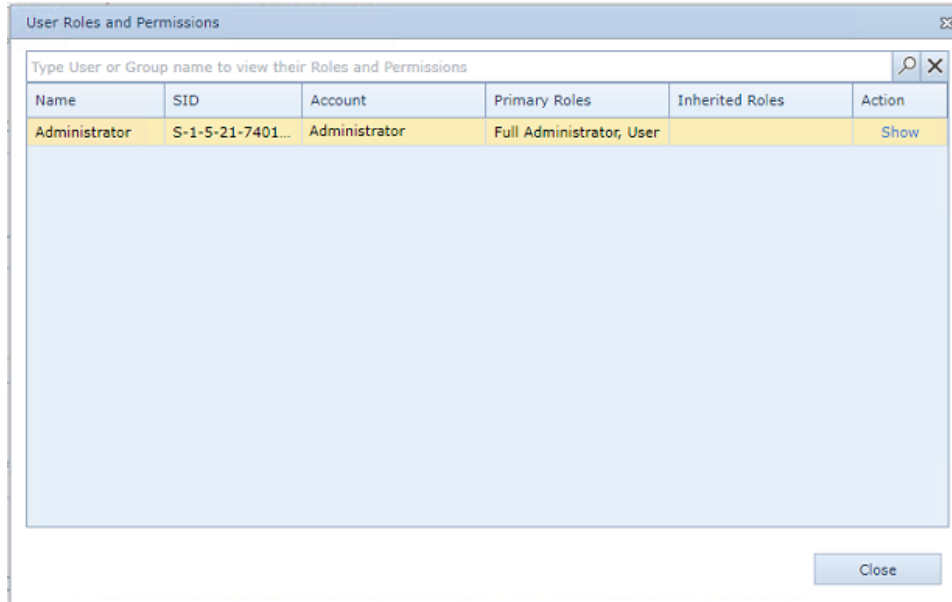 User Roles and Permissions
Type User or Group name to view their Roles and Permissions
Name SID Account Primary Roles Inherited Roles Action
Administrator S-1-5-21-7401... Administrator Full Administrator, User Show
Close